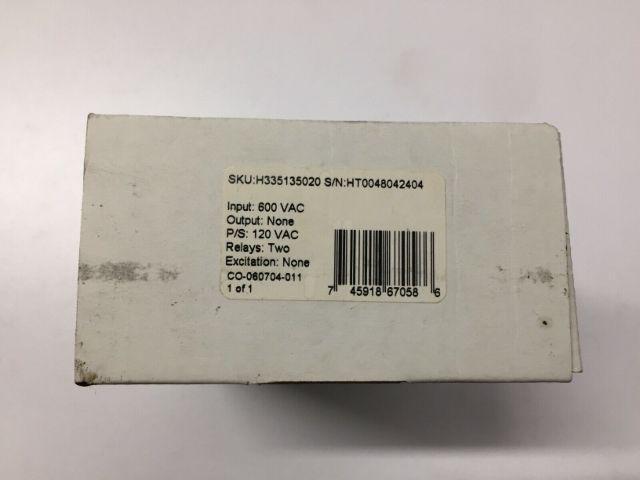 SKU:H335135020 S/N:HT0048042404
Input: 600 VAC
Output: None
P/S: 120 VAC
Relays: Two
Excitation: None
CO-060704-011
1 of 1
7 45918 67058 6